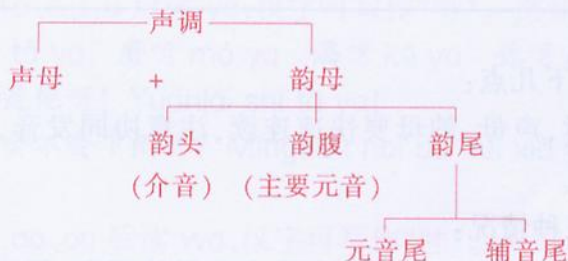 声调
声母 + 韵母
韵头 韵腹 韵尾
(介音) (主要元音)
元音尾 辅音尾